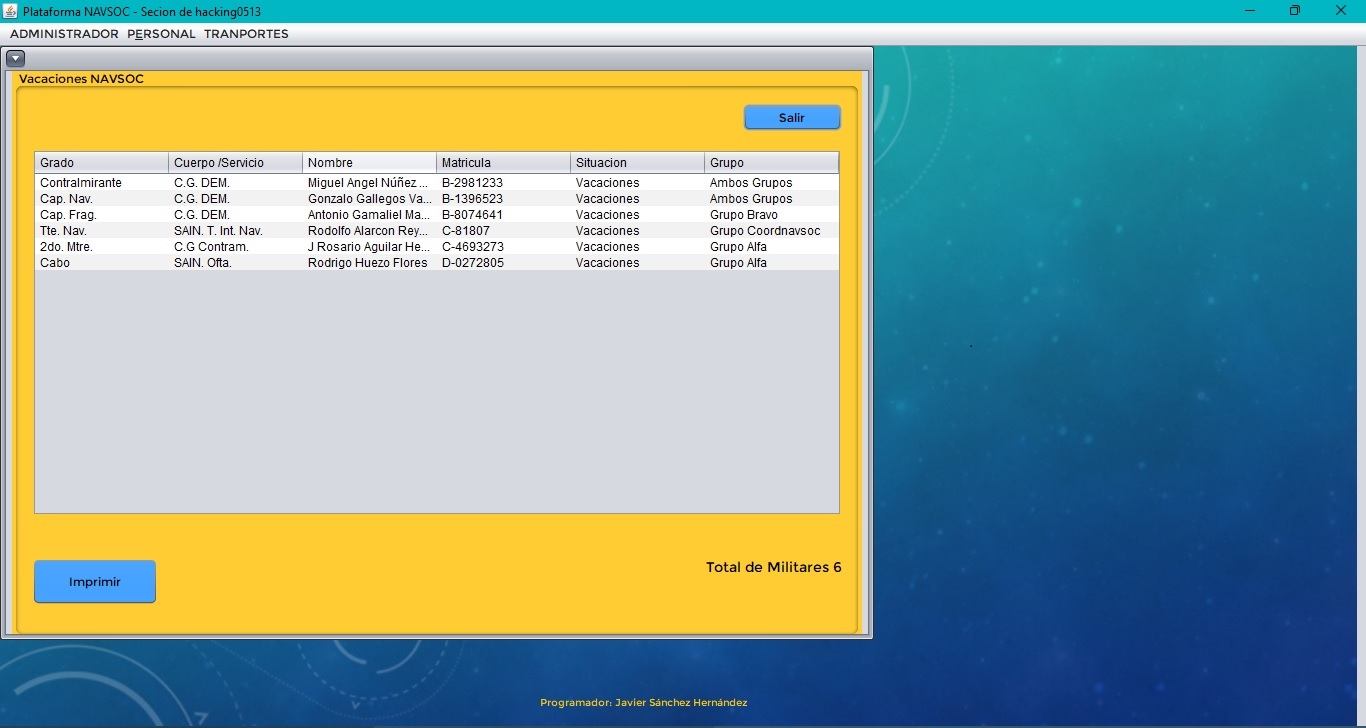 Plataforma NAVSOC - Secion de hacking0513
ADMINISTRADOR PERSONAL TRANPORTES
Vacaciones NAVSOC
Salir
Grado Cuerpo /Servicio Nombre Matricula Situacion Grupo
Contralmirante C.G. DEM. Miguel Angel Núñez ... B-2981233 Vacaciones Ambos Grupos
Cap. Nav. C.G. DEM. Gonzalo Gallegos Va... B-1396523 Vacaciones Ambos Grupos
Cap. Frag. C.G. DEM. Antonio Gamaliel Ma... B-8074641 Vacaciones Grupo Bravo
Tte. Nav. SAIN. T. Int. Nav. Rodolfo Alarcon Rey... C-81807 Vacaciones Grupo Coordnavsoc
2do. Mtre. C.G Contram. J Rosario Aguilar He... C-4693273 Vacaciones Grupo Alfa
Cabo SAIN. Ofta. Rodrigo Huezo Flores D-0272805 Vacaciones Grupo Alfa
Total de Militares 6
Imprimir
Programador: Javier Sánchez Hernández